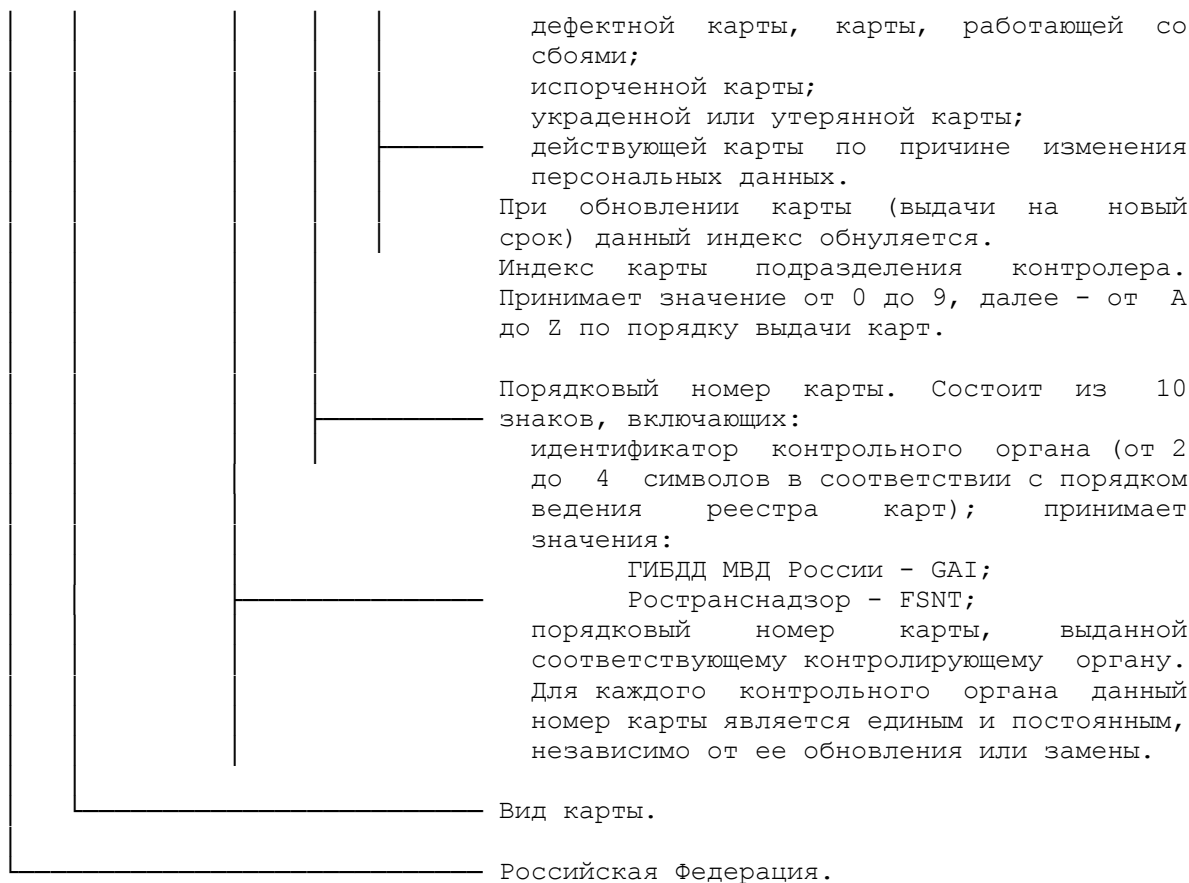 дефектной карты, карты, работающей со
сбоями;
испорченной карты;
украденной или утерянной карты;
действующей карты по причине изменения
персональных данных.
При обновлении карты (выдачи на новый
срок) данный индекс обнуляется.
Индекс карты подразделения контролера.
Принимает значение от 0 до 9, далее - от A
до Z по порядку выдачи карт.
Порядковый номер карты. Состоит из 10
знаков, включающих:
идентификатор контрольного органа (от 2
до 4 символов в соответствии с порядком
ведения реестра карт); принимает
значения:
ГИБДД МВД России - GAI;
Ространснадзор - FSNT;
порядковый номер карты, выданной
соответствующему контролирующему органу.
Для каждого контрольного органа данный
номер карты является единым и постоянным,
независимо от ее обновления или замены.
Вид карты.
Российская Федерация.